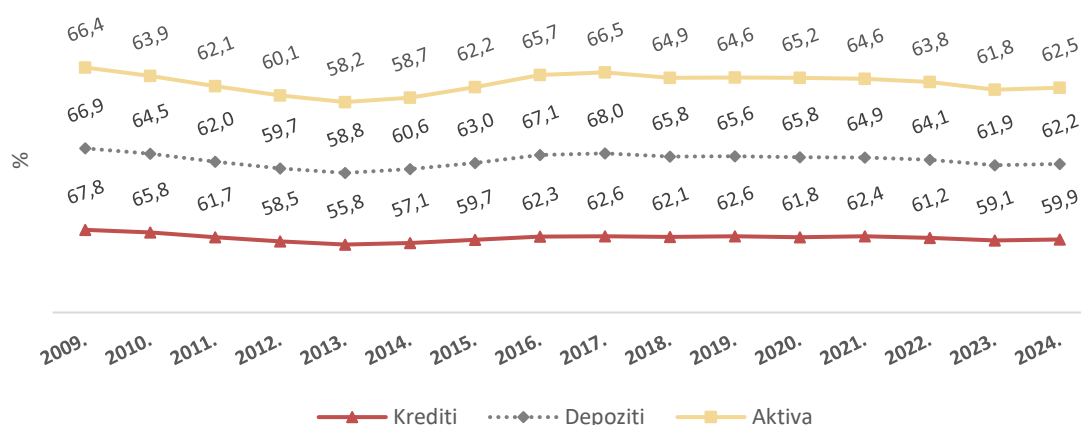 66,4 63,9 62,1 60,1 58,2 58,7 62,2 65,7 66,5 64,9 64,6 65,2 64,6 63,8 61,8 62,5
66,9 64,5 62,0 59,7 58,8 60,6 63,0 67,1 68,0 65,8 65,6 65,8 64,9 64,1 61,9 62,2
%
67,8 65,8 61,7 58,5 55,8 57,1 59,7 62,3 62,6 62,1 62,6 61,8 62,4 61,2 59,1 59,9
2009. 2010. 2011. 2012. 2013. 2014. 2015. 2016. 2017. 2018. 2019. 2020. 2021. 2022. 2023. 2024.
Krediti Depoziti Aktiva